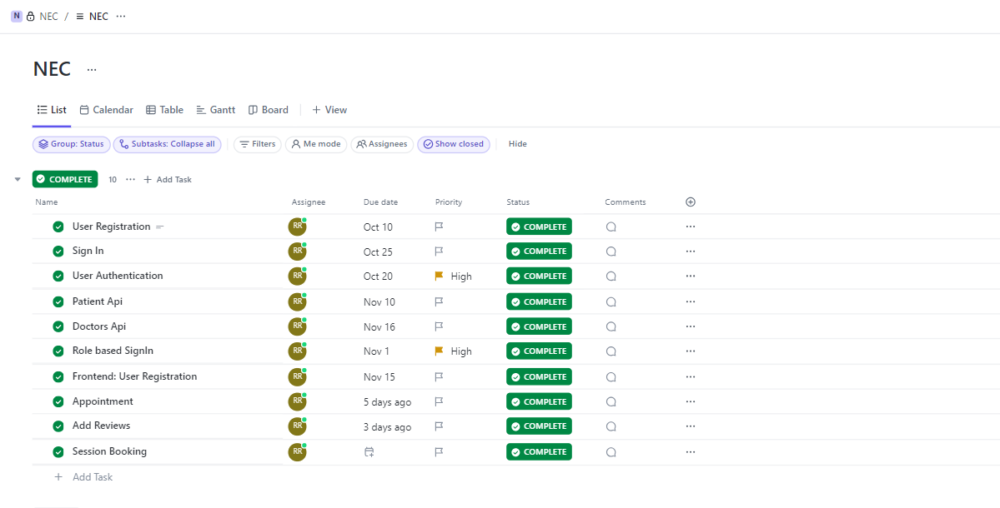 N NEC / NEC ...
NEC ...
List Calendar Table Gantt Board + View
Group: Status Subtasks: Collapse all Filters Me mode Assignees Show closed Hide
COMPLETE 10 ... + Add Task
Name Assignee Due date Priority Status Comments
User Registration RR Oct 10 COMPLETE ...
Sign In RR Oct 25 COMPLETE ...
User Authentication RR Oct 20 High COMPLETE ...
Patient Api RR Nov 10 COMPLETE ...
Doctors Api RR Nov 16 COMPLETE ...
Role based SignIn RR Nov 1 High COMPLETE ...
Frontend: User Registration RR Nov 15 COMPLETE ...
Appointment RR 5 days ago COMPLETE ...
Add Reviews RR 3 days ago COMPLETE ...
Session Booking RR COMPLETE ...
+ Add Task